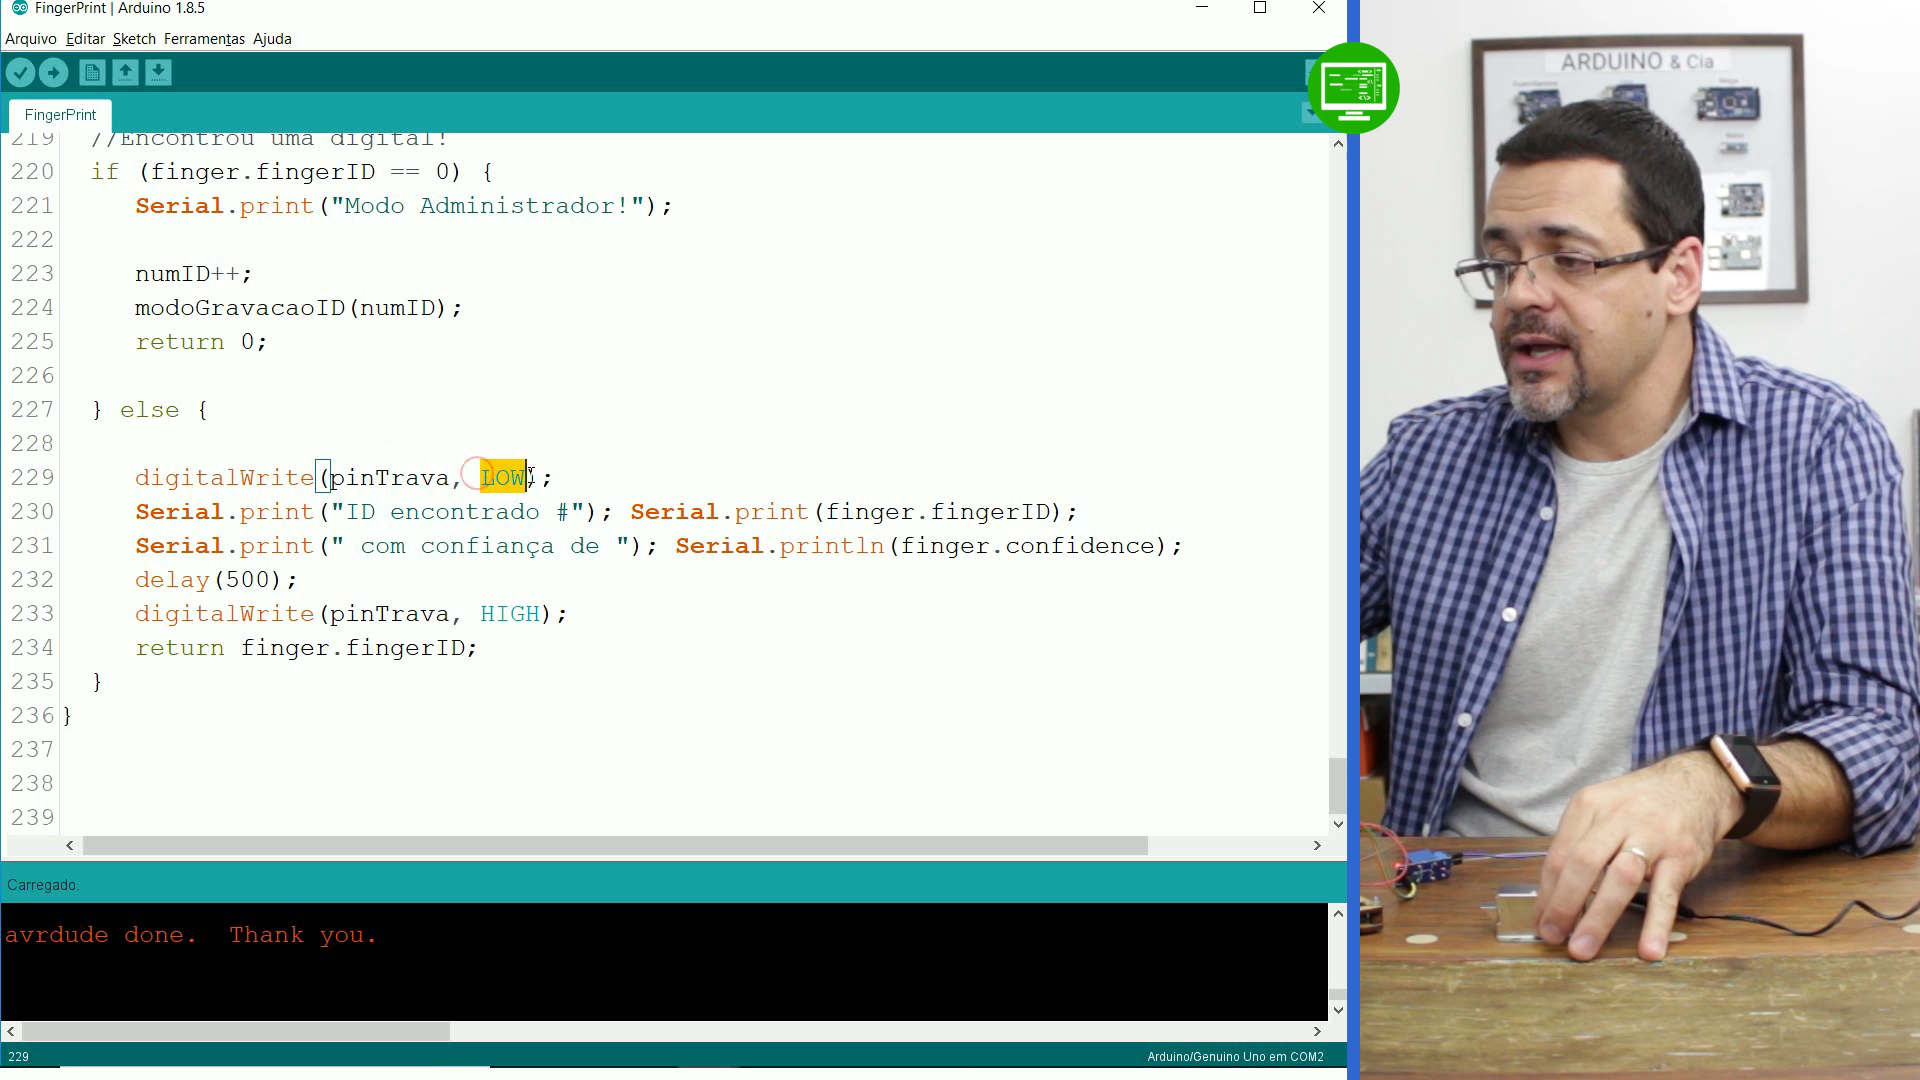 FingerPrint | Arduino 1.8.5
Arquivo Editar Sketch Ferramentas Ajuda
FingerPrint
219 //Encontrou uma digital!
220 if (finger.fingerID == 0) {
221 Serial.print("Modo Administrador!");
222
223 numID++;
224 modoGravacaoID(numID);
225 return 0;
226
227 } else {
228
229 digitalWrite(pinTrava, LOW);
230 Serial.print("ID encontrado #"); Serial.print(finger.fingerID);
231 Serial.print(" com confiança de "); Serial.println(finger.confidence);
232 delay(500);
233 digitalWrite(pinTrava, HIGH);
234 return finger.fingerID;
235 }
236 }
237
238
239
Carregado.
avrdude done. Thank you.
229
Arduino/Genuino Uno em COM2
ARDUINO & Cia